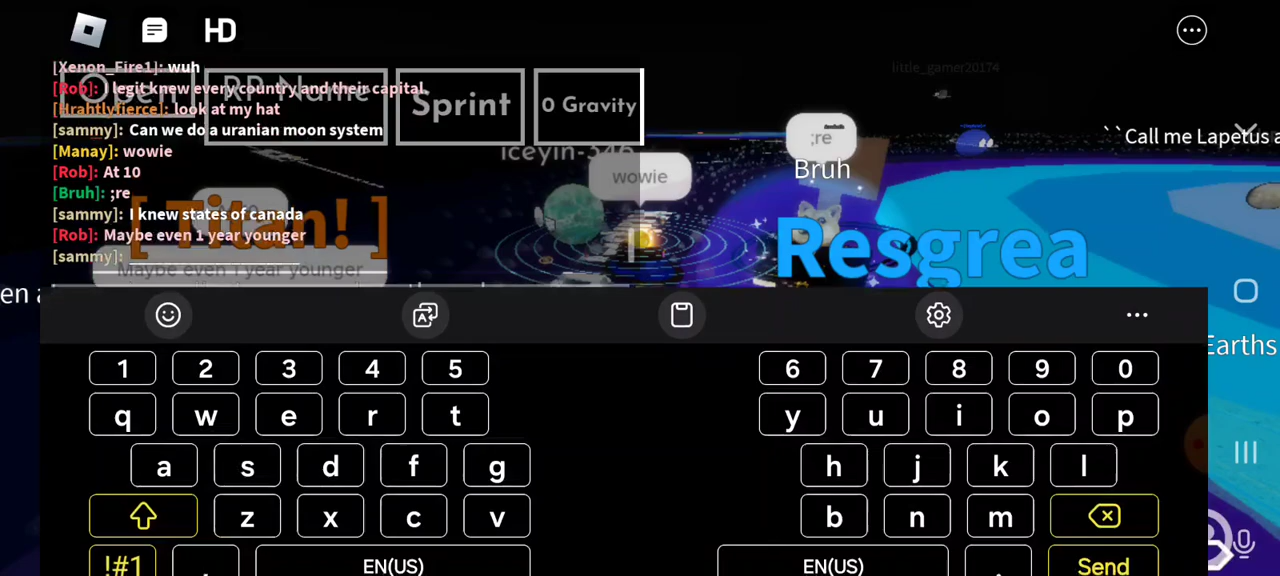 HD
little_gamer20174
[Xenon_Fire1]: wuh
Open
RP Name
Sprint
0 Gravity
[Rob]: I legit knew every country and their capital.
[Hrahtlyfierce]: look at my hat
[sammy]: Can we do a uranian moon system
[Manay]: wowie
[Rob]: At 10
[Bruh]: ;re
[sammy]: I knew states of canada
[Rob]: Maybe even 1 year younger
[sammy]:
[ Titan! ]
Maybe even 1 year younger
iceyin-346
wowie
;re
Bruh
``Call me Lapetus a
Resgrea
en a
Earths
1 2 3 4 5 6 7 8 9 0
q w e r t y u i o p
a s d f g h j k l
z x c v b n m
!#1 , EN(US) EN(US) . Send